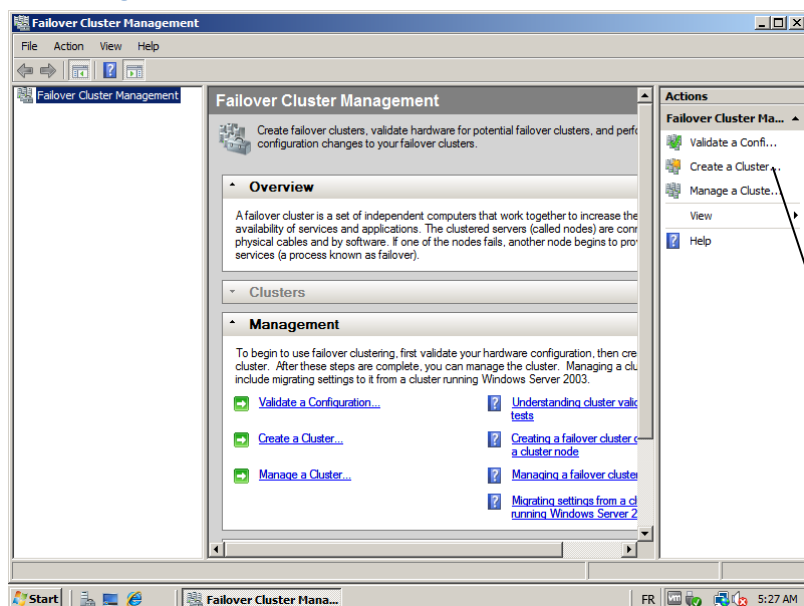 Failover Cluster Management
File Action View Help
Failover Cluster Management
Failover Cluster Management
Create failover clusters, validate hardware for potential failover clusters, and perfo
configuration changes to your failover clusters.
Overview
A failover cluster is a set of independent computers that work together to increase the
availability of services and applications. The clustered servers (called nodes) are conn
physical cables and by software. If one of the nodes fails, another node begins to prov
services (a process known as failover).
Clusters
Management
To begin to use failover clustering, first validate your hardware configuration, then cre
cluster. After these steps are complete, you can manage the cluster. Managing a clu
include migrating settings to it from a cluster running Windows Server 2003.
Validate a Configuration...
Understanding cluster valid
tests
Create a Cluster...
Creating a failover cluster o
a cluster node
Manage a Cluster...
Managing a failover cluster
Migrating settings from a cl
running Windows Server 2
Actions
Failover Cluster Ma...
Validate a Confi...
Create a Cluster...
Manage a Cluste...
View
Help
Start
Failover Cluster Mana...
FR
5:27 AM